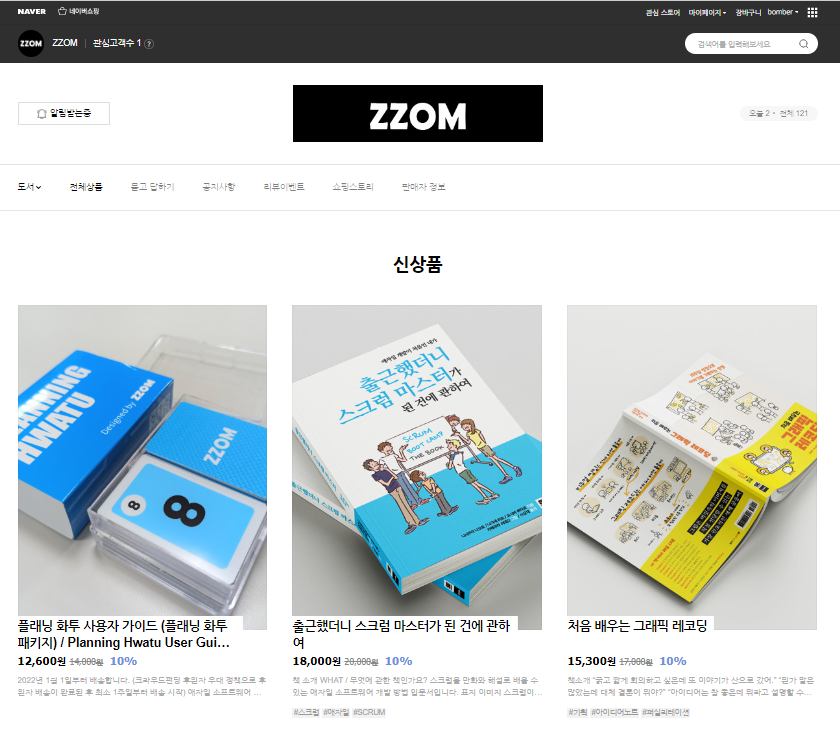 NAVER 네이버쇼핑
관심 스토어 마이페이지 장바구니 bomber
ZZOM ZZOM 관심고객수 1 ?
검색어를 입력해보세요
알림받는중
ZZOM
오늘 2 · 전체 121
도서 전체상품 묻고 답하기 공지사항 리뷰이벤트 쇼핑스토리 판매자 정보
신상품
HWATU
Designed by ZZOM
ZZOM
8
8
애자일 개발이 처음인 내가
출근했더니
스크럼 마스터가
된 건에 관하여
SCRUM
BOOT CAMP
THE BOOK
플래닝 화투 사용자 가이드 (플래닝 화투
패키지) / Planning Hwatu User Gui...
12,600원 14,000원 10%
2022년 1월 1일부터 배송합니다. (크라우드펀딩 후원자 우대 정책으로 후
원자 배송이 완료된 후 최소 1주일부터 배송 시작) 애자일 소프트웨어 ...
출근했더니 스크럼 마스터가 된 건에 관하
여
18,000원 20,000원 10%
책 소개 WHAT / 무엇에 관한 책인가요? 스크럼을 만화와 해설로 배울 수
있는 애자일 소프트웨어 개발 방법 입문서입니다. 표지 이미지 스크럼이...
#스크럼 #애자일 #SCRUM
처음 배우는 그래픽 레코딩
15,300원 17,000원 10%
책소개 "굵고 짧게 회의하고 싶은데 또 이야기가 산으로 갔어." "뭔가 말은
많았는데 대체 결론이 뭐야?" "아이디어는 참 좋은데 뭐라고 설명할 수...
#기획 #아이디어노트 #퍼실리테이션